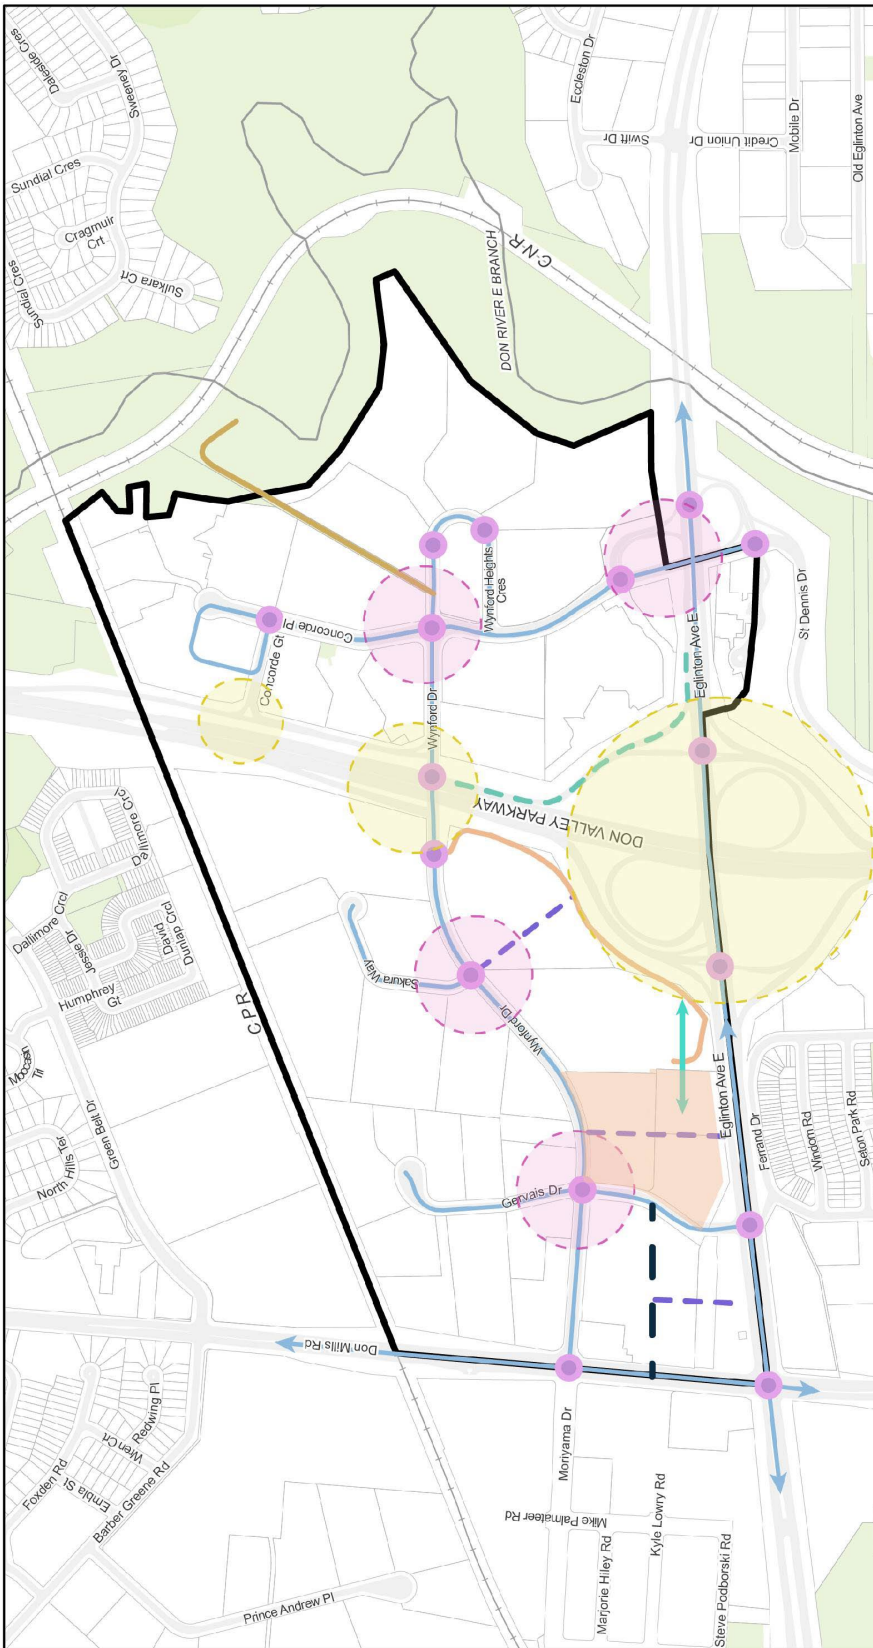 Daleside Cres
Sweeney Dr
Sundial Cres
Cragmuir
Crt
Sulkara Crt
Sundial Cres
Eccleston Dr
Swift Dr
Credit Union Dr
Mobile Dr
Old Eglinton Ave
C N R
DON RIVER E BRANCH
Wynford Heights
Cres
Concorde Pl
Concorde Gt
Wynford Dr
Eglinton Ave E
St Dennis Dr
DON VALLEY PARKWAY
Dallimore Crcl
Dallimore Crcl
Jessie Dr
David
Dunlap Crcl
Humphrey
Gt
Moccasin
Trl
C P R
Sakura Way
Wynford Dr
Green Belt Dr
North Hills Ter
Gervais Dr
Eglinton Ave E
Ferrand Dr
Windom Rd
Seton Park Rd
Don Mills Rd
Redwing Pl
Wren Crt
Foxden Rd
Embla St
Barber Greene Rd
Prince Andrew Pl
Moriyama Dr
Mike Palmateer Rd
Marjorie Hiley Rd
Kyle Lowry Rd
Steve Podborski Rd